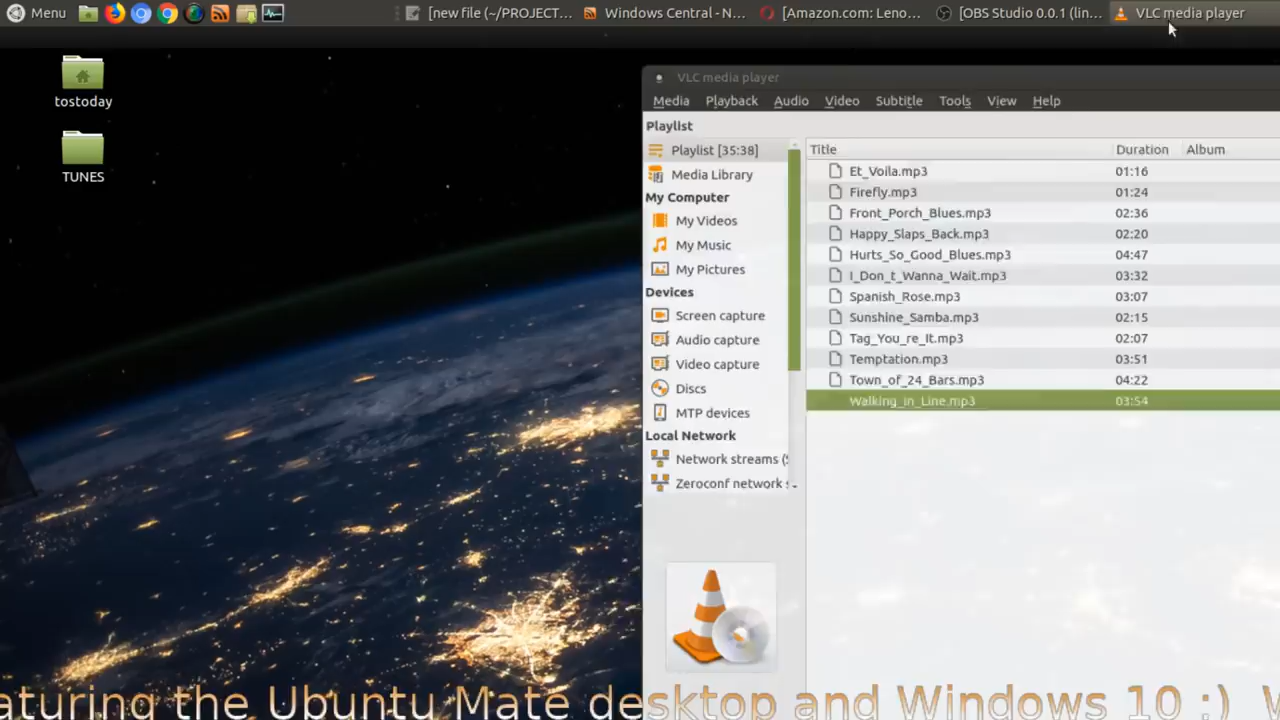 Menu
[new file (~/PROJECT...
Windows Central - N...
[Amazon.com: Leno...
[OBS Studio 0.0.1 (lin...
VLC media player
tostoday
TUNES
VLC media player
Media Playback Audio Video Subtitle Tools View Help
Playlist
Playlist [35:38]
Media Library
My Computer
My Videos
My Music
My Pictures
Devices
Screen capture
Audio capture
Video capture
Discs
MTP devices
Local Network
Network streams (S
Zeroconf network s
Title Duration Album
Et_Voila.mp3 01:16
Firefly.mp3 01:24
Front_Porch_Blues.mp3 02:36
Happy_Slaps_Back.mp3 02:20
Hurts_So_Good_Blues.mp3 04:47
I_Don_t_Wanna_Wait.mp3 03:32
Spanish_Rose.mp3 03:07
Sunshine_Samba.mp3 02:15
Tag_You_re_It.mp3 02:07
Temptation.mp3 03:51
Town_of_24_Bars.mp3 04:22
Walking_in_Line.mp3 03:54
aturing the Ubuntu Mate desktop and Windows 10 :)